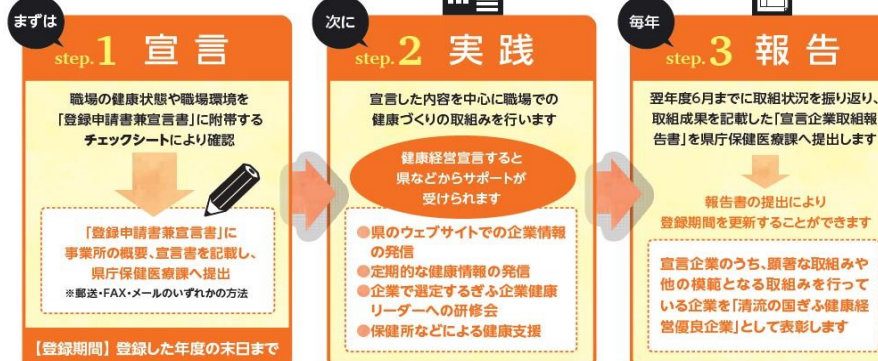 まずは
step.1 宣言
職場の健康状態や職場環境を
「登録申請書兼宣言書」に附帯する
チェックシートにより確認
「登録申請書兼宣言書」に
事業所の概要、宣言書を記載し、
県庁保健医療課へ提出
※郵送・FAX・メールのいずれかの方法
【登録期間】登録した年度の末日まで
次に
step.2 実践
宣言した内容を中心に職場での
健康づくりの取組みを行います
健康経営宣言すると
県などからサポートが
受けられます
●県のウェブサイトでの企業情報
の発信
●定期的な健康情報の発信
●企業で選定するぎふ企業健康
リーダーへの研修会
●保健所などによる健康支援
毎年
step.3 報告
翌年度6月までに取組状況を振り返り、
取組成果を記載した「宣言企業取組報
告書」を県庁保健医療課へ提出します
報告書の提出により
登録期間を更新することができます
宣言企業のうち、顕著な取組みや
他の模範となる取組みを行って
いる企業を「清流の国ぎふ健康経
営優良企業」として表彰します